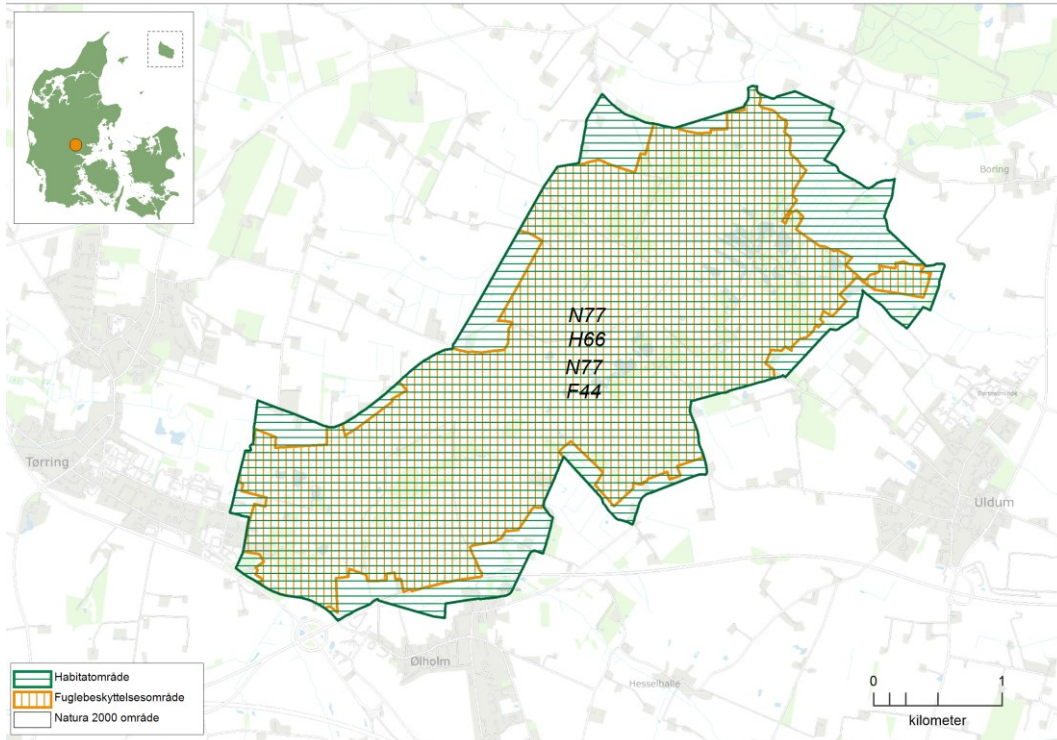 Boring
N77
H66
N77
F44
Tørring
Uldum
Ølholm
Hesselballe
Habitatområde
Fuglebeskyttelsesområde
Natura 2000 område
0 1
kilometer